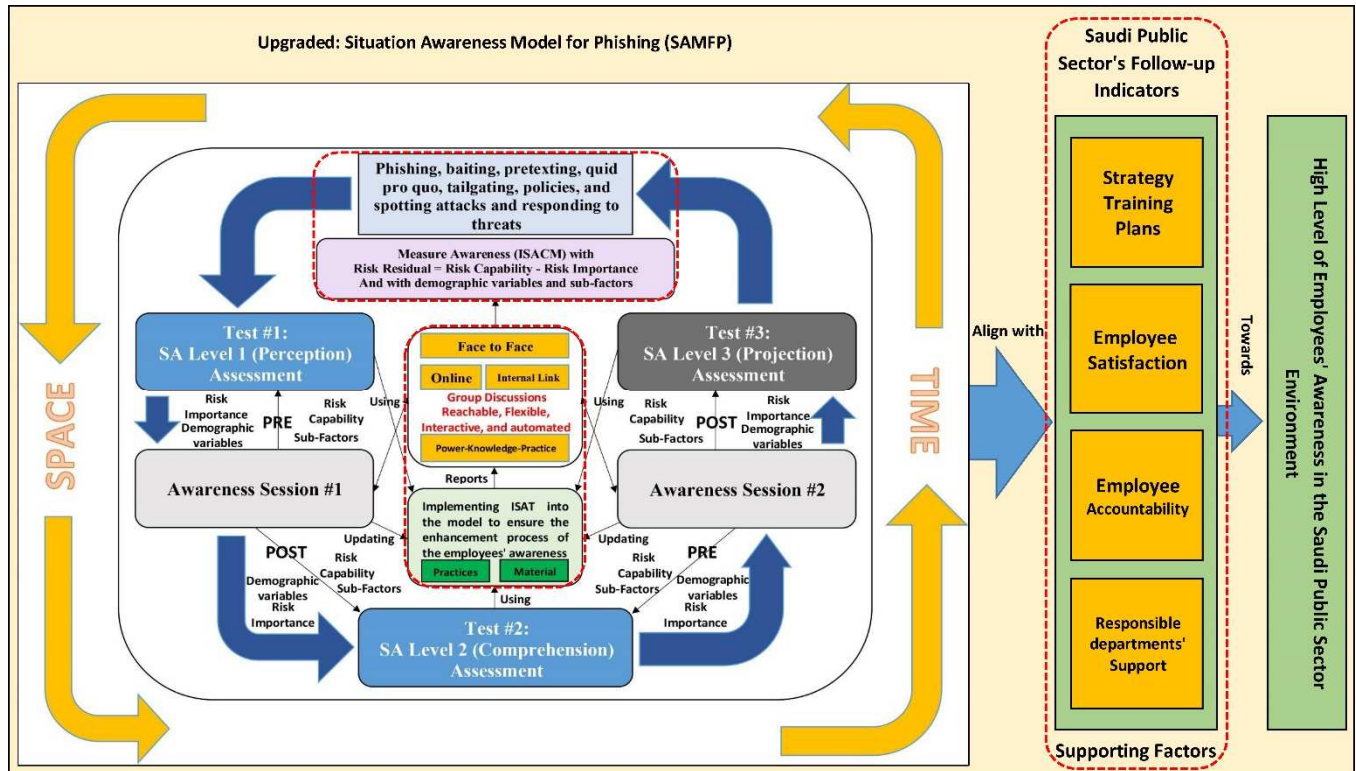 Upgraded: Situation Awareness Model for Phishing (SAMFP)
SPACE
TIME
Phishing, baiting, pretexting, quid
pro quo, tailgating, policies, and
spotting attacks and responding to
threats
Measure Awareness (ISACM) with
Risk Residual = Risk Capability - Risk Importance
And with demographic variables and sub-factors
Test #1:
SA Level 1 (Perception)
Assessment
Face to Face
Online
Internal Link
Group Discussions
Reachable, Flexible,
Interactive, and automated
Power-Knowledge-Practice
Test #3:
SA Level 3 (Projection)
Assessment
Risk
Importance
Demographic
variables
PRE
Risk
Capability
Sub-Factors
Using
Using
Risk
Capability
Sub-Factors
POST
Risk
Importance
Demographic
variables
Awareness Session #1
Reports
Awareness Session #2
Implementing ISAT into
the model to ensure the
enhancement process of
the employees' awareness
Practices
Material
Updating
Updating
POST
Risk
Capability
Sub-Factors
Demographic
variables
Risk
Importance
Using
Risk
Capability
Sub-Factors
PRE
Demographic
variables
Risk
Importance
Test #2:
SA Level 2 (Comprehension)
Assessment
Align with
Saudi Public
Sector's Follow-up
Indicators
Strategy
Training
Plans
Employee
Satisfaction
Employee
Accountability
Responsible
departments'
Support
Supporting Factors
Towards
High Level of Employees' Awareness in the Saudi Public Sector
Environment